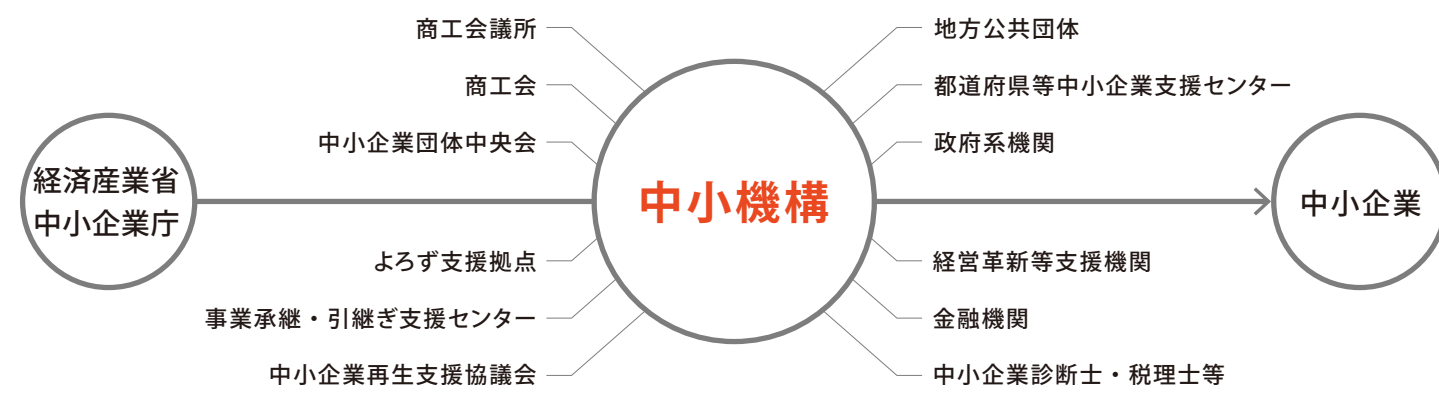 商工会議所
商工会
中小企業団体中央会
地方公共団体
都道府県等中小企業支援センター
政府系機関
経済産業省
中小企業庁
中小機構
中小企業
よろず支援拠点
事業承継・引継ぎ支援センター
中小企業再生支援協議会
経営革新等支援機関
金融機関
中小企業診断士・税理士等